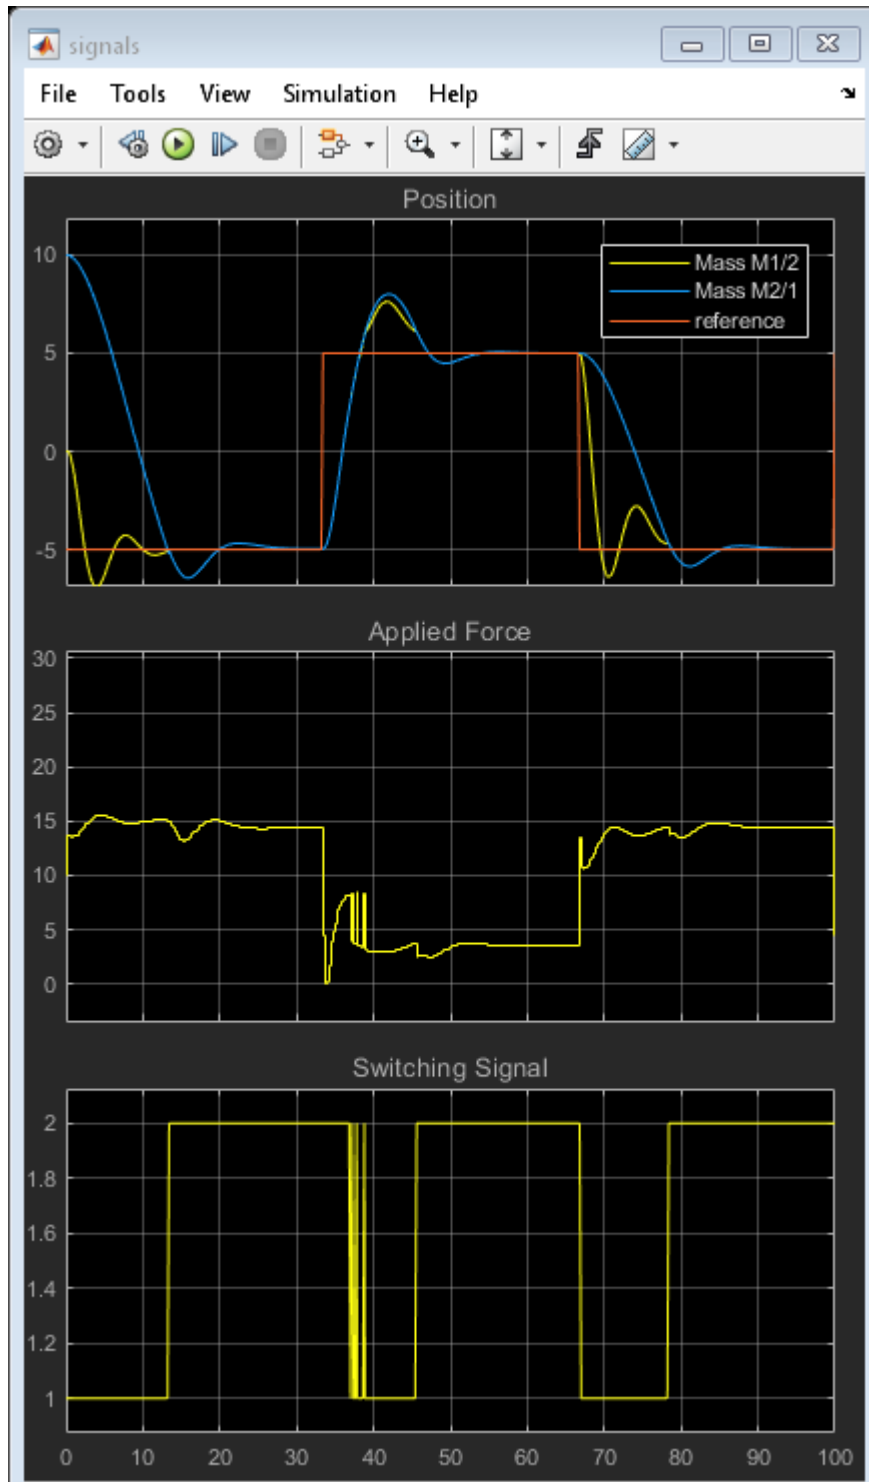 signals
File Tools View Simulation Help
Position
10
5
0
-5
Mass M1/2
Mass M2/1
reference
Applied Force
30
25
20
15
10
5
0
Switching Signal
2
1.8
1.6
1.4
1.2
1
0 10 20 30 40 50 60 70 80 90 100